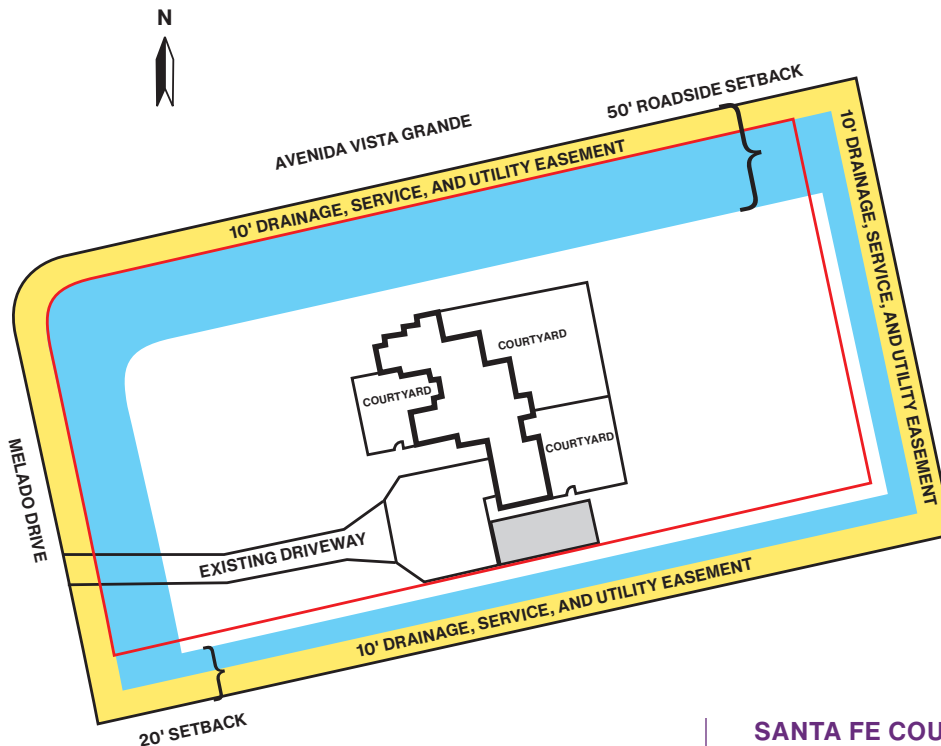 N
50' ROADSIDE SETBACK
AVENIDA VISTA GRANDE
10' DRAINAGE, SERVICE, AND UTILITY EASEMENT
10' DRAINAGE, SERVICE, AND UTILITY EASEMENT
COURTYARD
COURTYARD
COURTYARD
MELADO DRIVE
EXISTING DRIVEWAY
10' DRAINAGE, SERVICE, AND UTILITY EASEMENT
20' SETBACK
SANTA FE COU